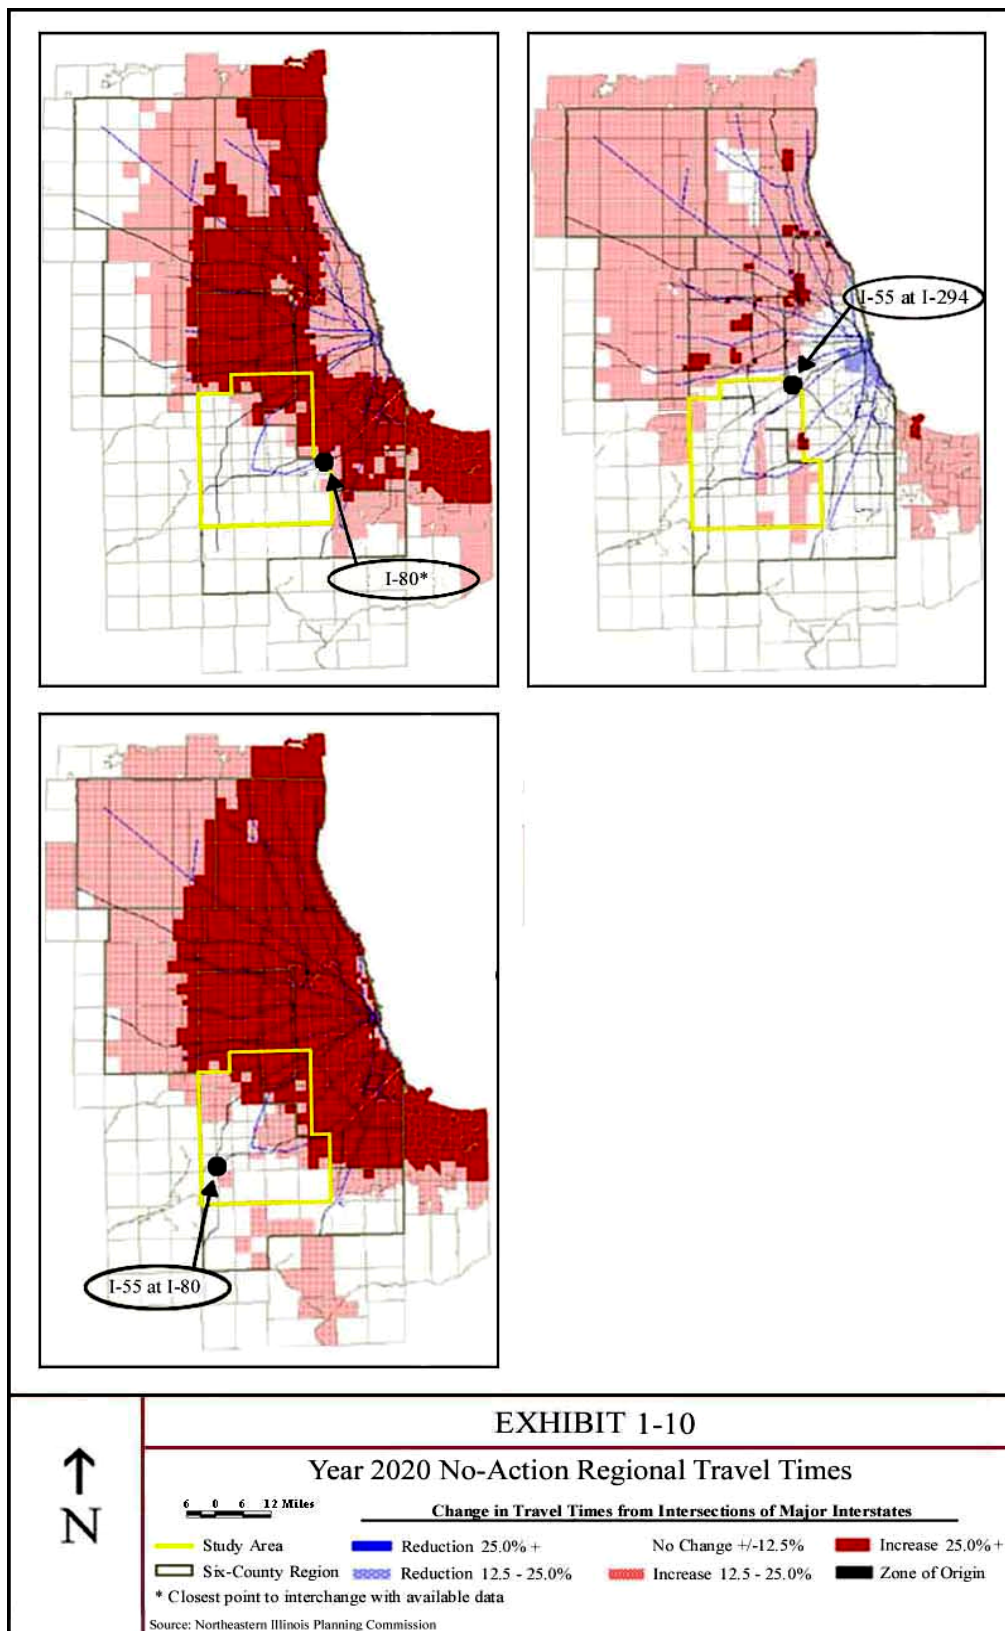 I-80*
I-55 at I-294
I-55 at I-80
EXHIBIT 1-10
Year 2020 No-Action Regional Travel Times
N
6 0 6 12 Miles
Change in Travel Times from Intersections of Major Interstates
Study Area
Reduction 25.0% +
No Change +/-12.5%
Increase 25.0% +
Six-County Region
Reduction 12.5 - 25.0%
Increase 12.5 - 25.0%
Zone of Origin
* Closest point to interchange with available data
Source: Northeastern Illinois Planning Commission